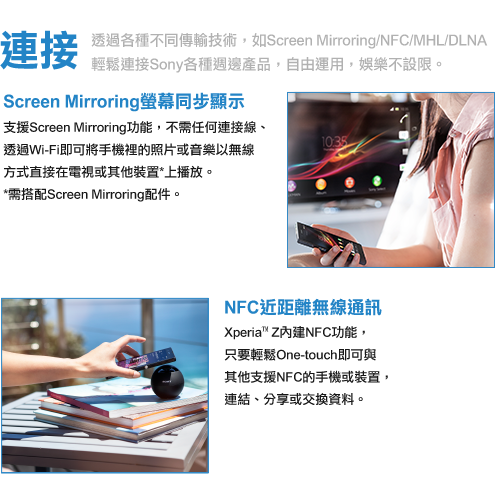 連接
透過各種不同傳輸技術，如Screen Mirroring/NFC/MHL/DLNA
輕鬆連接Sony各種週邊產品，自由運用，娛樂不設限。
Screen Mirroring螢幕同步顯示
支援Screen Mirroring功能，不需任何連接線、
透過Wi-Fi即可將手機裡的照片或音樂以無線
方式直接在電視或其他裝置*上播放。
*需搭配Screen Mirroring配件。
10:35
NFC近距離無線通訊
Xperia™ Z內建NFC功能，
只要輕鬆One-touch即可與
其他支援NFC的手機或裝置，
連結、分享或交換資料。